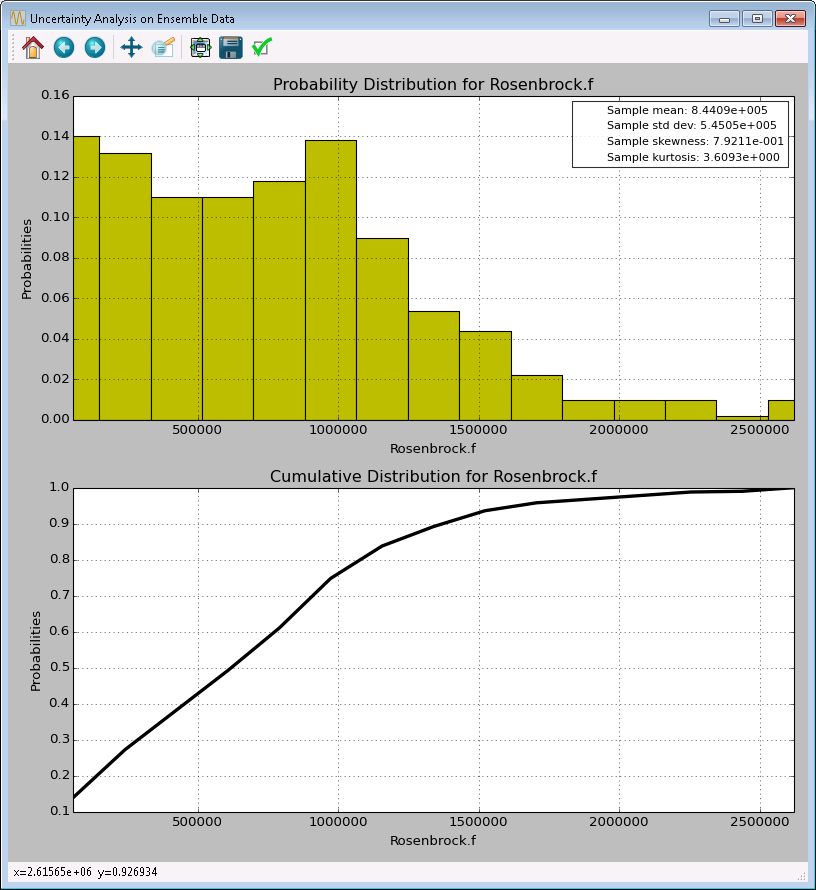 Uncertainty Analysis on Ensemble Data
Probability Distribution for Rosenbrock.f
Sample mean: 8.4409e+005
Sample std dev: 5.4505e+005
Sample skewness: 7.9211e-001
Sample kurtosis: 3.6093e+000
0.16
0.14
0.12
0.10
0.08
0.06
0.04
0.02
0.00
Probabilities
500000 1000000 1500000 2000000 2500000
Rosenbrock.f
Cumulative Distribution for Rosenbrock.f
1.0
0.9
0.8
0.7
0.6
0.5
0.4
0.3
0.2
0.1
Probabilities
500000 1000000 1500000 2000000 2500000
Rosenbrock.f
x=2.61565e+06 y=0.926934